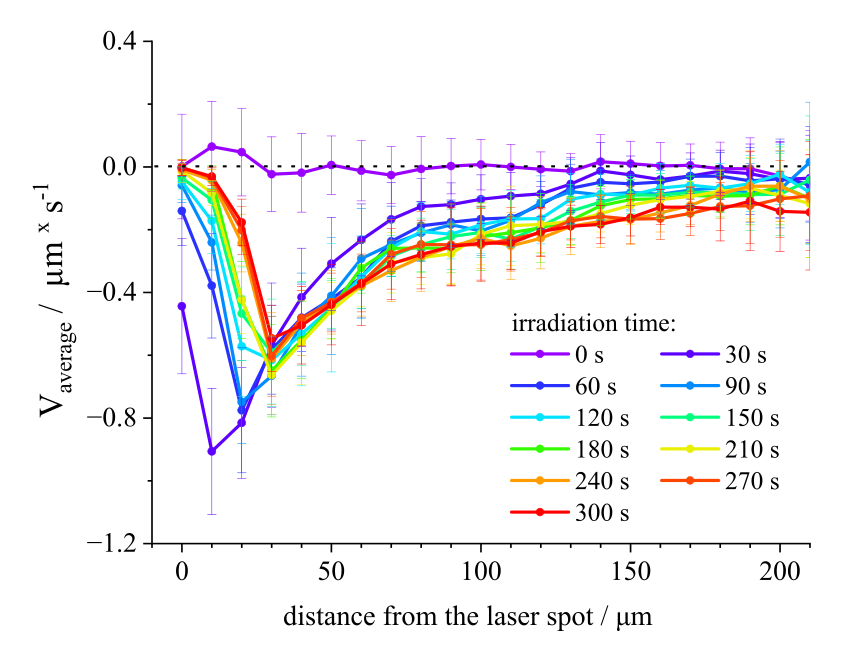 0.4
0.0
−0.4
−0.8
−1.2
V average / μm x s-1
0 50 100 150 200
distance from the laser spot / μm
irradiation time:
0 s 30 s
60 s 90 s
120 s 150 s
180 s 210 s
240 s 270 s
300 s